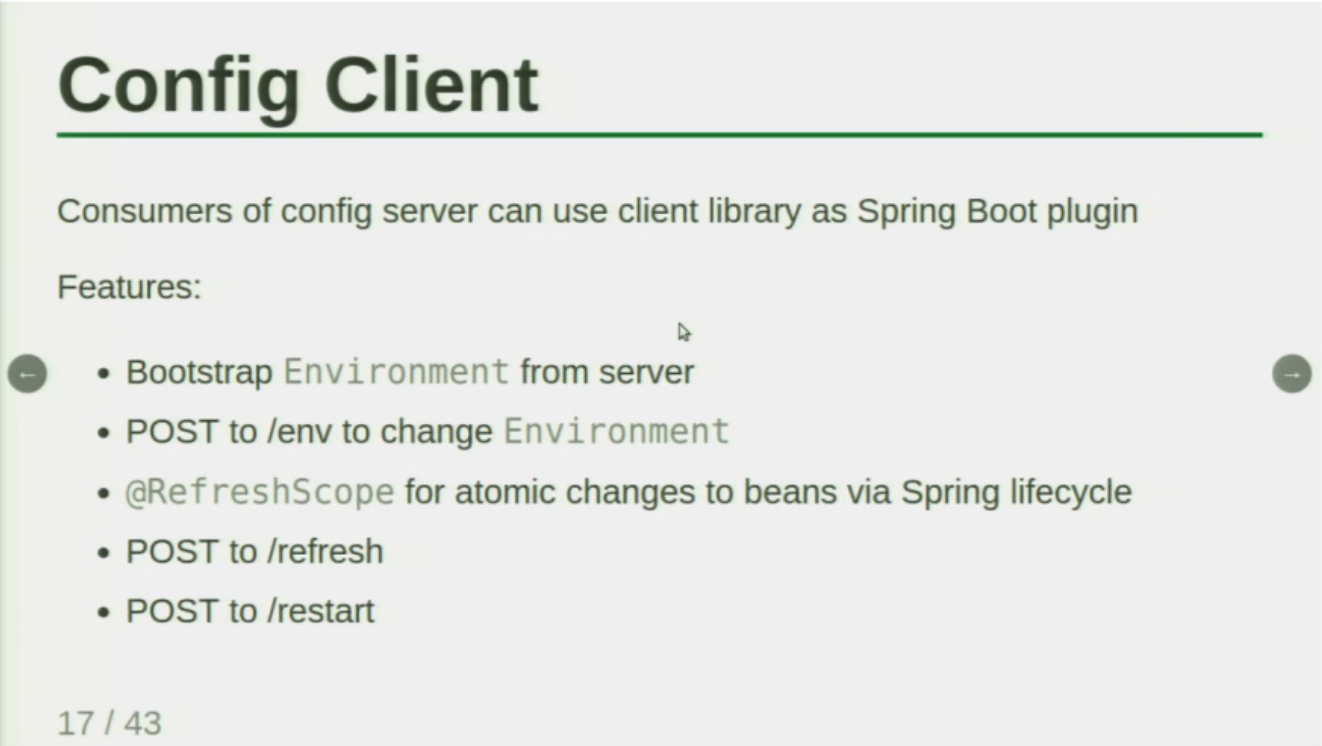 Config Client
Consumers of config server can use client library as Spring Boot plugin
Features:
• Bootstrap Environment from server
• POST to /env to change Environment
• @RefreshScope for atomic changes to beans via Spring lifecycle
• POST to /refresh
• POST to /restart
← →
17 / 43